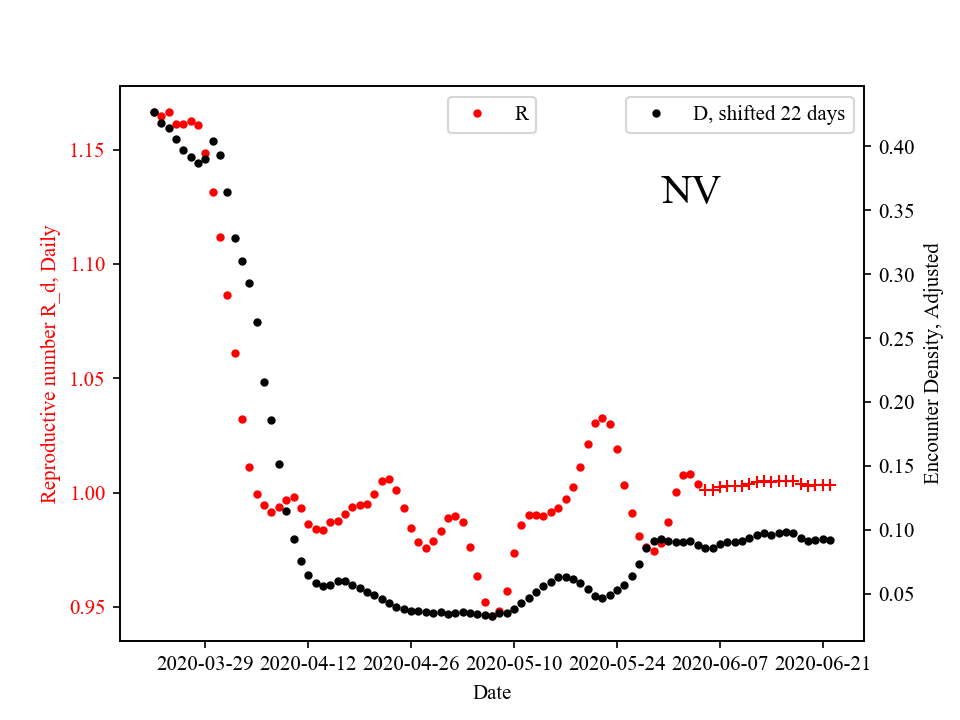 R
D, shifted 22 days
NV
Reproductive number R_d, Daily
1.15
1.10
1.05
1.00
0.95
0.40
0.35
0.30
0.25
0.20
0.15
0.10
0.05
Encounter Density, Adjusted
2020-03-29 2020-04-12 2020-04-26 2020-05-10 2020-05-24 2020-06-07 2020-06-21
Date